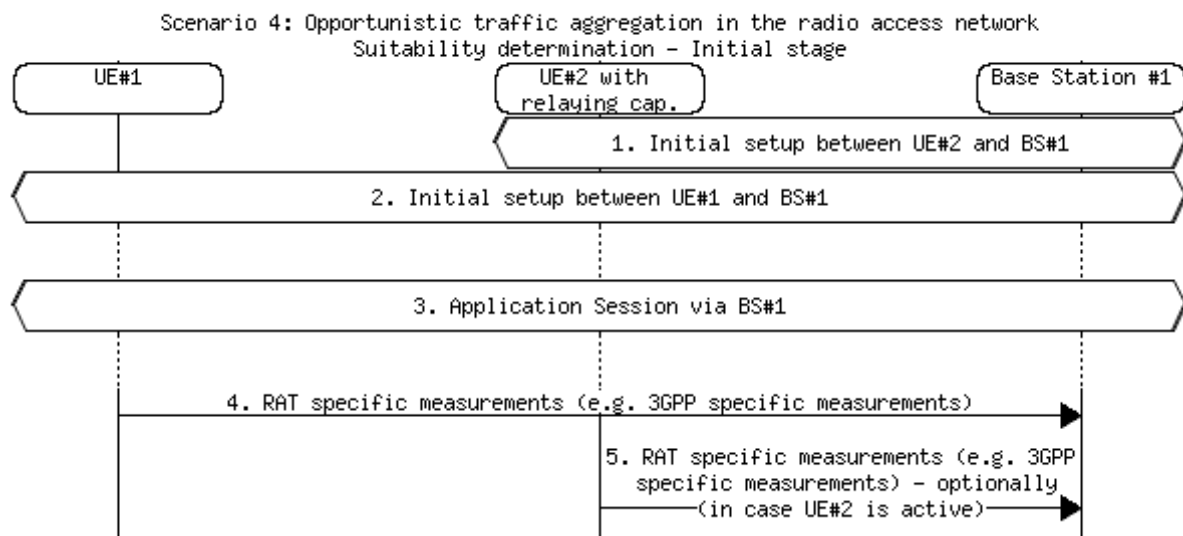 Scenario 4: Opportunistic traffic aggregation in the radio access network
Suitability determination - Initial stage
UE#1
UE#2 with
relaying cap.
Base Station #1
1. Initial setup between UE#2 and BS#1
2. Initial setup between UE#1 and BS#1
3. Application Session via BS#1
4. RAT specific measurements (e.g. 3GPP specific measurements)
5. RAT specific measurements (e.g. 3GPP
specific measurements) - optionally
(in case UE#2 is active)